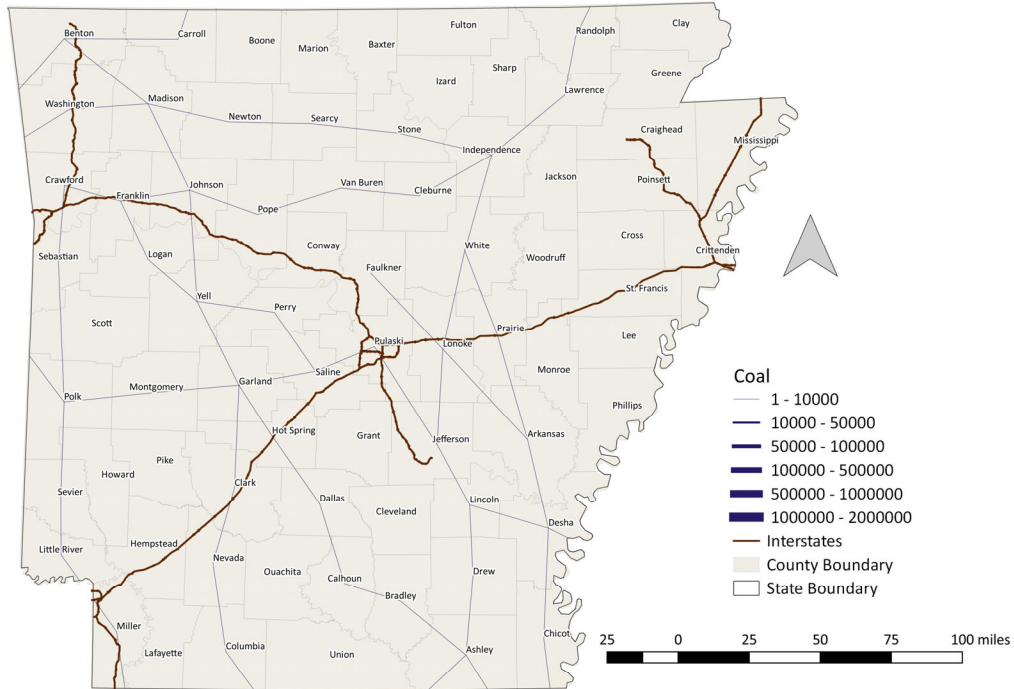 Benton
Carroll
Boone
Marion
Baxter
Fulton
Randolph
Clay
Sharp
Izard
Greene
Lawrence
Washington
Madison
Newton
Searcy
Stone
Craighead
Mississippi
Independence
Crawford
Franklin
Johnson
Van Buren
Cleburne
Jackson
Poinsett
Pope
Sebastian
Logan
Conway
White
Woodruff
Cross
Crittenden
Faulkner
Yell
Perry
St. Francis
Scott
Pulaski
Lonoke
Prairie
Lee
Polk
Montgomery
Garland
Saline
Monroe
Phillips
Hot Spring
Grant
Jefferson
Arkansas
Howard
Pike
Clark
Sevier
Dallas
Cleveland
Lincoln
Desha
Little River
Hempstead
Nevada
Ouachita
Calhoun
Drew
Bradley
Miller
Lafayette
Columbia
Union
Ashley
Chicot
Coal
1 - 10000
10000 - 50000
50000 - 100000
100000 - 500000
500000 - 1000000
1000000 - 2000000
Interstates
County Boundary
State Boundary
25 0 25 50 75 100 miles